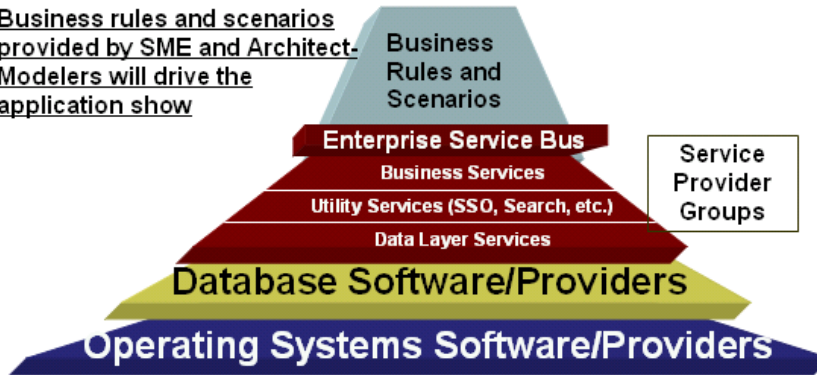 Business rules and scenarios
provided by SME and Architect-
Modelers will drive the
application show
Business
Rules and
Scenarios
Enterprise Service Bus
Business Services
Utility Services (SSO, Search, etc.)
Data Layer Services
Service
Provider
Groups
Database Software/Providers
Operating Systems Software/Providers